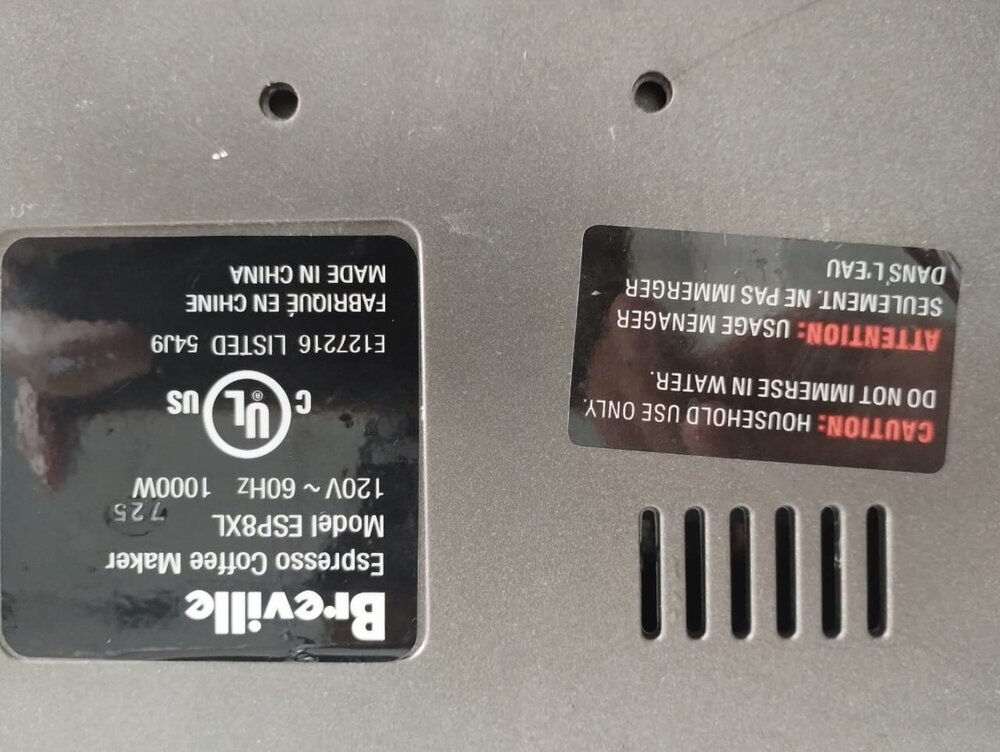 Breville
Espresso Coffee Maker
Model ESP8XL
725
120V ~ 60Hz 1000W
C UL ® US
E127216 LISTED 54J9
FABRIQUÉ EN CHINE
MADE IN CHINA
CAUTION: HOUSEHOLD USE ONLY.
DO NOT IMMERSE IN WATER.
ATTENTION: USAGE MENAGER
SEULEMENT. NE PAS IMMERGER
DANS L'EAU